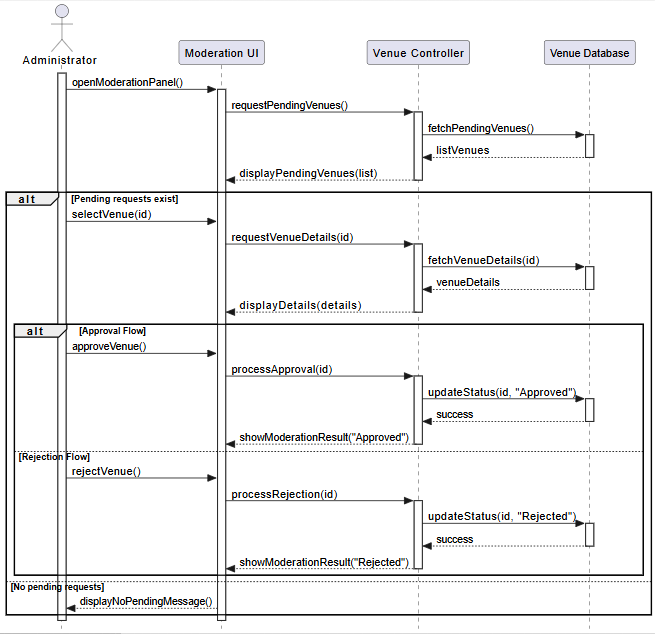 Administrator
Moderation UI
Venue Controller
Venue Database
openModerationPanel()
requestPendingVenues()
fetchPendingVenues()
listVenues
displayPendingVenues(list)
alt
[Pending requests exist]
selectVenue(id)
requestVenueDetails(id)
fetchVenueDetails(id)
venueDetails
displayDetails(details)
alt
[Approval Flow]
approveVenue()
processApproval(id)
updateStatus(id, "Approved")
success
showModerationResult("Approved")
[Rejection Flow]
rejectVenue()
processRejection(id)
updateStatus(id, "Rejected")
success
showModerationResult("Rejected")
[No pending requests]
displayNoPendingMessage()